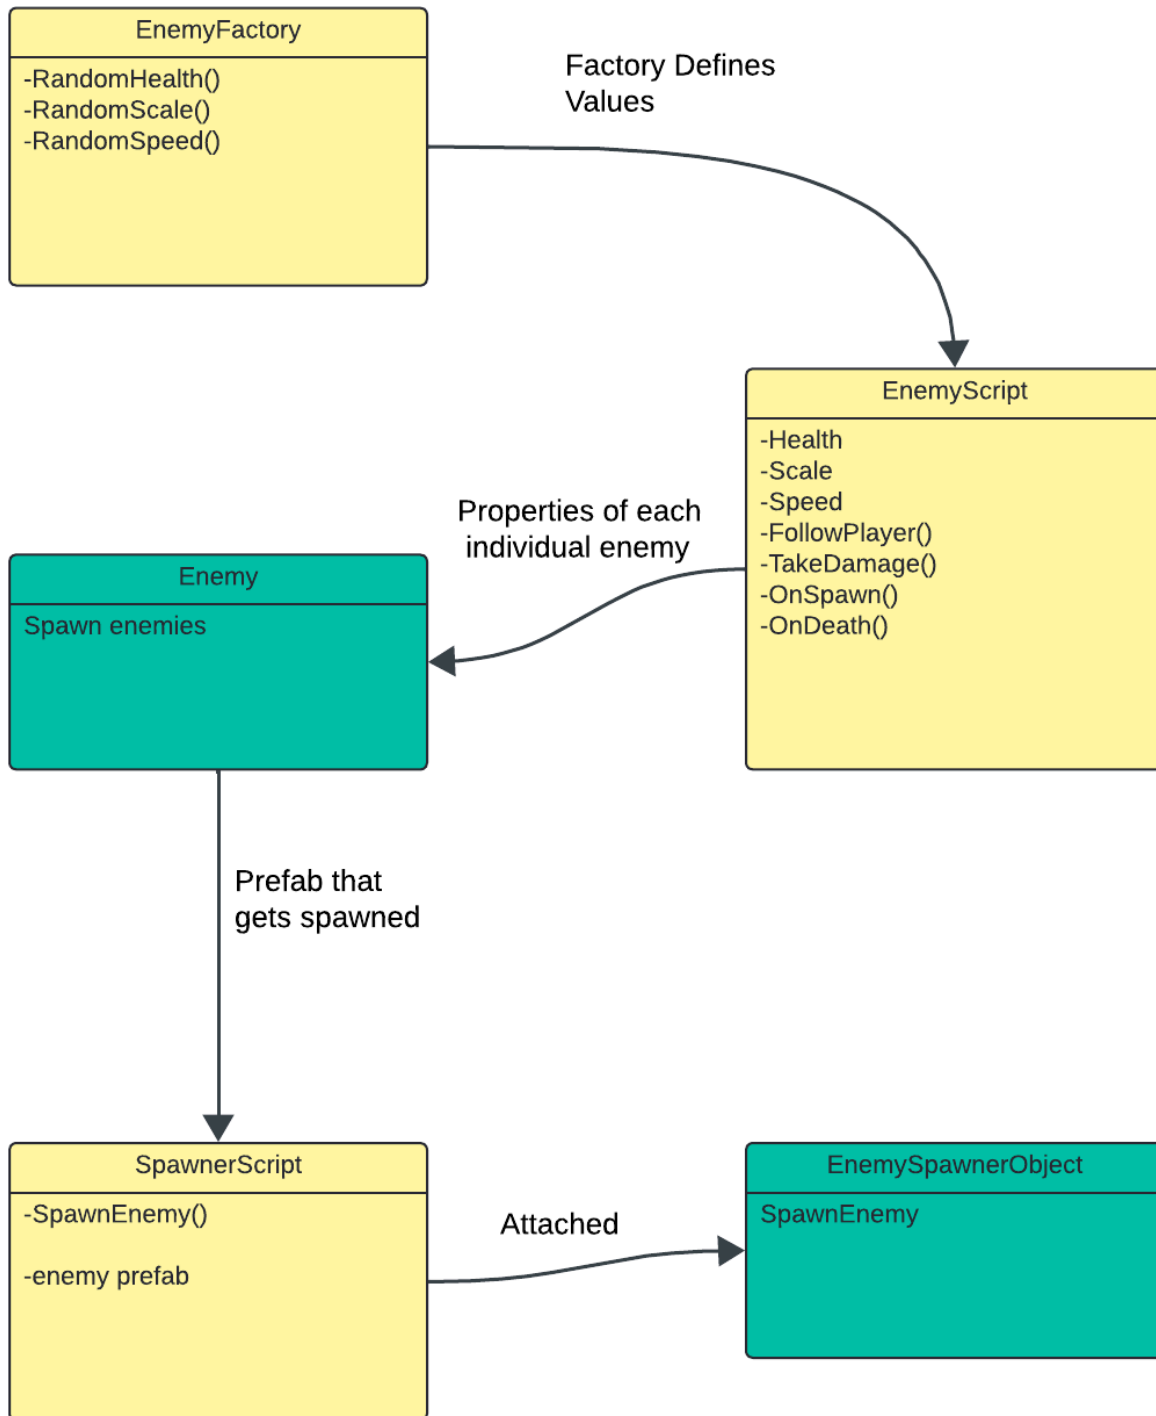 EnemyFactory
-RandomHealth()
-RandomScale()
-RandomSpeed()
Factory Defines
Values
EnemyScript
-Health
-Scale
-Speed
-FollowPlayer()
-TakeDamage()
-OnSpawn()
-OnDeath()
Properties of each
individual enemy
Enemy
Spawn enemies
Prefab that
gets spawned
SpawnerScript
-SpawnEnemy()
-enemy prefab
Attached
EnemySpawnerObject
SpawnEnemy